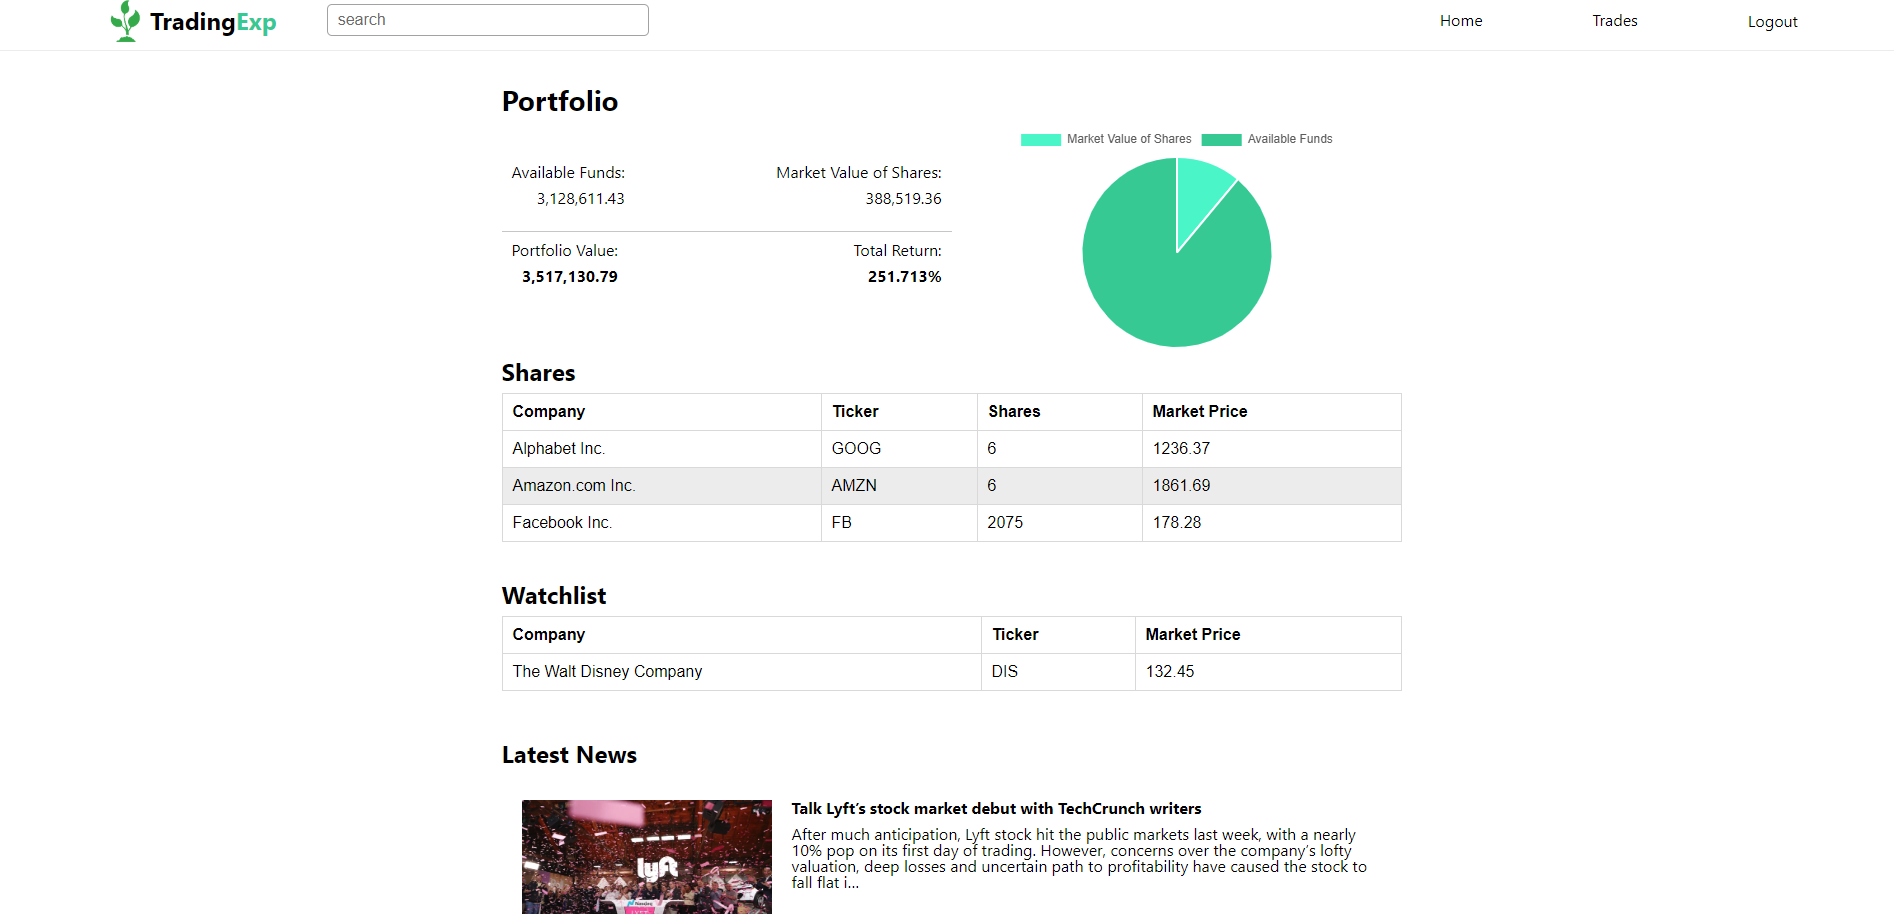 TradingExp
search
Home
Trades
Logout
Portfolio
Market Value of Shares
Available Funds
Available Funds:
3,128,611.43
Market Value of Shares:
388,519.36
Portfolio Value:
3,517,130.79
Total Return:
251.713%
Shares
Company Ticker Shares Market Price
Alphabet Inc. GOOG 6 1236.37
Amazon.com Inc. AMZN 6 1861.69
Facebook Inc. FB 2075 178.28
Watchlist
Company Ticker Market Price
The Walt Disney Company DIS 132.45
Latest News
lyft
Nasdaq
Talk Lyft's stock market debut with TechCrunch writers
After much anticipation, Lyft stock hit the public markets last week, with a nearly
10% pop on its first day of trading. However, concerns over the company's lofty
valuation, deep losses and uncertain path to profitability have caused the stock to
fall flat i...